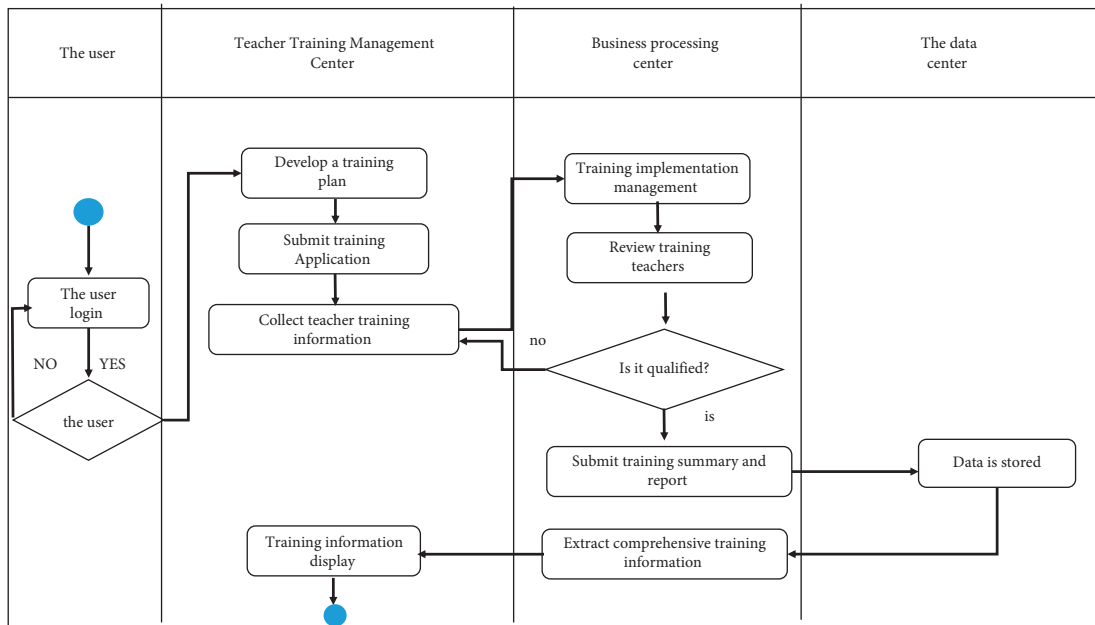 The user
Teacher Training Management
Center
Business processing
center
The data
center
Develop a training
plan
Training implementation
management
Submit training
Application
Review training
teachers
The user
login
Collect teacher training
information
no
NO
YES
Is it qualified?
the user
is
Submit training summary and
report
Data is stored
Training information
display
Extract comprehensive training
information